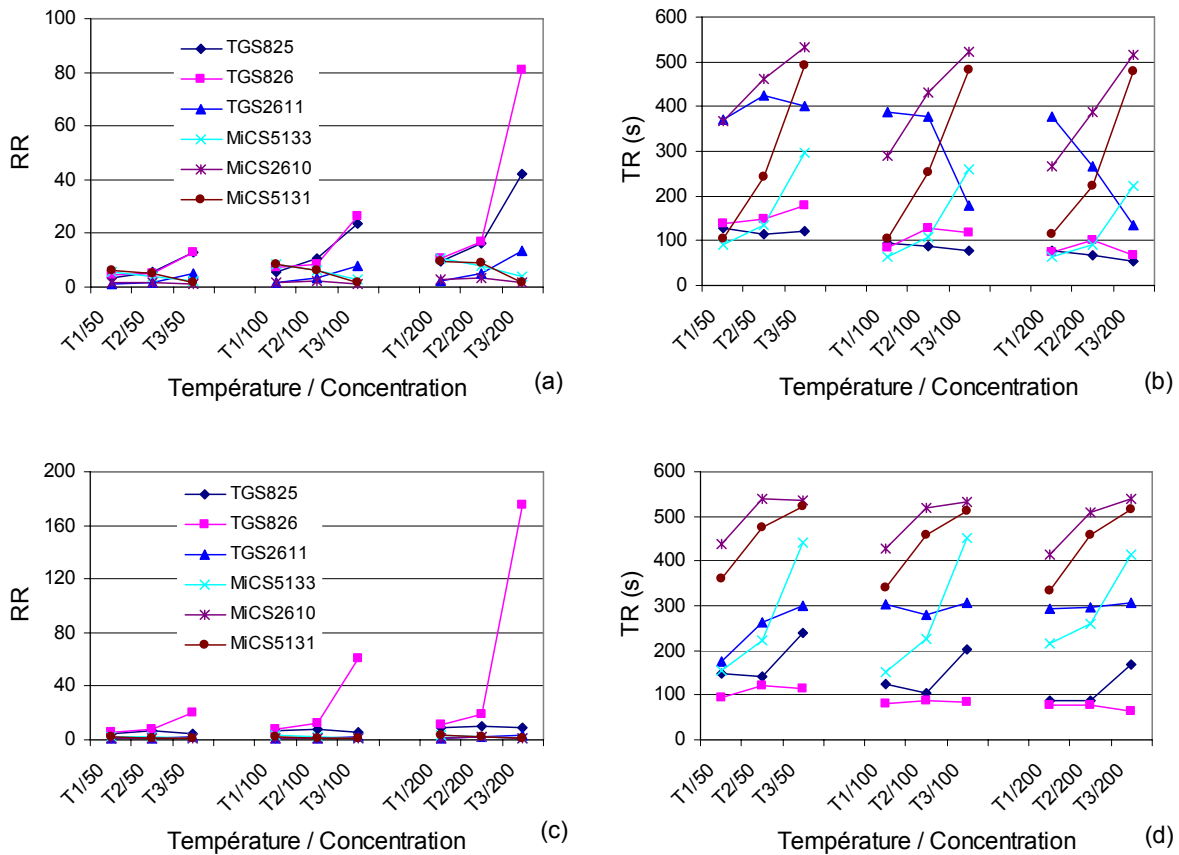 100
80
60
40
20
0
RR
TGS825
TGS826
TGS2611
MiCS5133
MiCS2610
MiCS5131
T1/50
T2/50
T3/50
T1/100
T2/100
T3/100
T1/200
T2/200
T3/200
Température / Concentration
(a)
600
500
400
300
200
100
0
TR (s)
T1/50
T2/50
T3/50
T1/100
T2/100
T3/100
T1/200
T2/200
T3/200
Température / Concentration
(b)
200
160
120
80
40
0
RR
TGS825
TGS826
TGS2611
MiCS5133
MiCS2610
MiCS5131
T1/50
T2/50
T3/50
T1/100
T2/100
T3/100
T1/200
T2/200
T3/200
Température / Concentration
(c)
600
500
400
300
200
100
0
TR (s)
T1/50
T2/50
T3/50
T1/100
T2/100
T3/100
T1/200
T2/200
T3/200
Température / Concentration
(d)